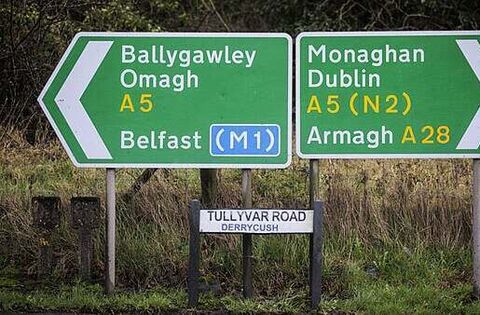 Ballygawley
Omagh
A5
Belfast (M1)
Monaghan
Dublin
A5 (N2)
Armagh A28
TULLYVAR ROAD
DERRYCUSH